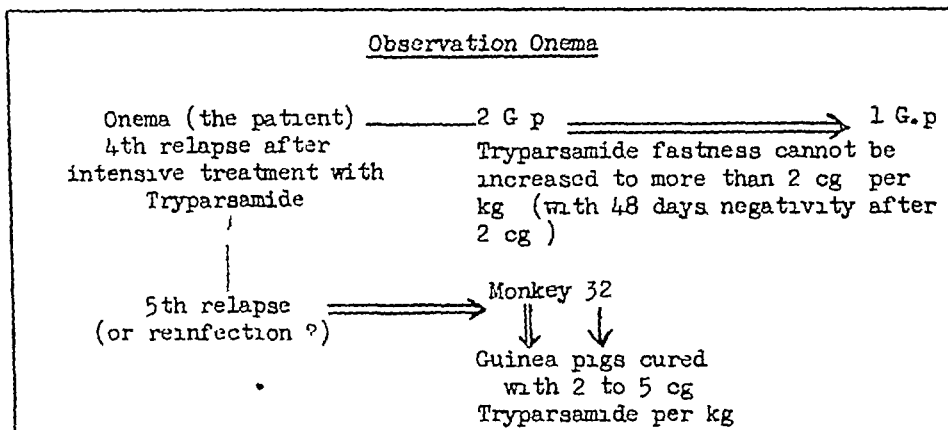 Observation Onema
Onema (the patient) 2 G p 1 G.p
4th relapse after
intensive treatment with
Tryparsamide
Tryparsamide fastness cannot be
increased to more than 2 cg per
kg (with 48 days negativity after
2 cg )
5th relapse
(or reinfection ?)
Monkey 32
Guinea pigs cured
with 2 to 5 cg
Tryparsamide per kg